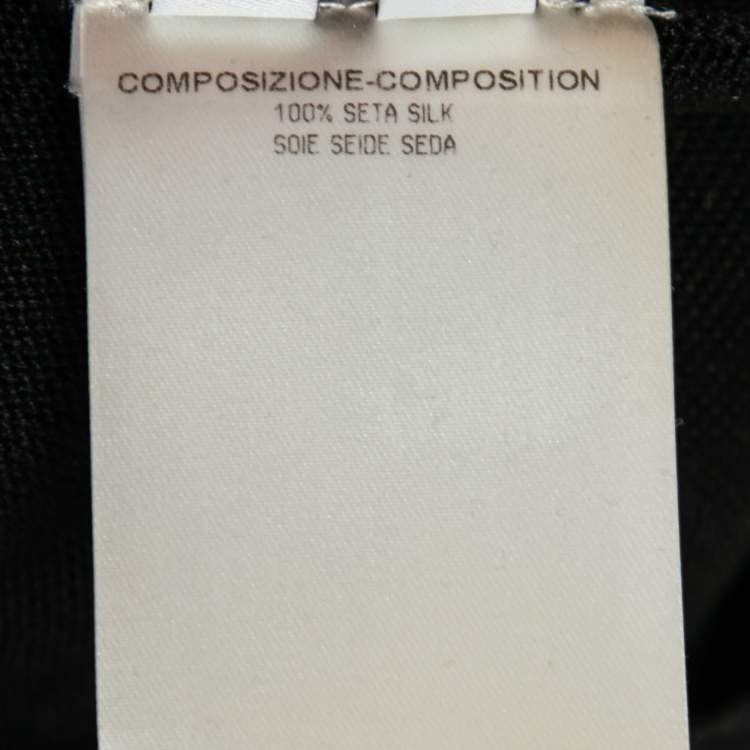 COMPOSIZIONE-COMPOSITION
100% SETA SILK
SOIE SEIDE SEDA